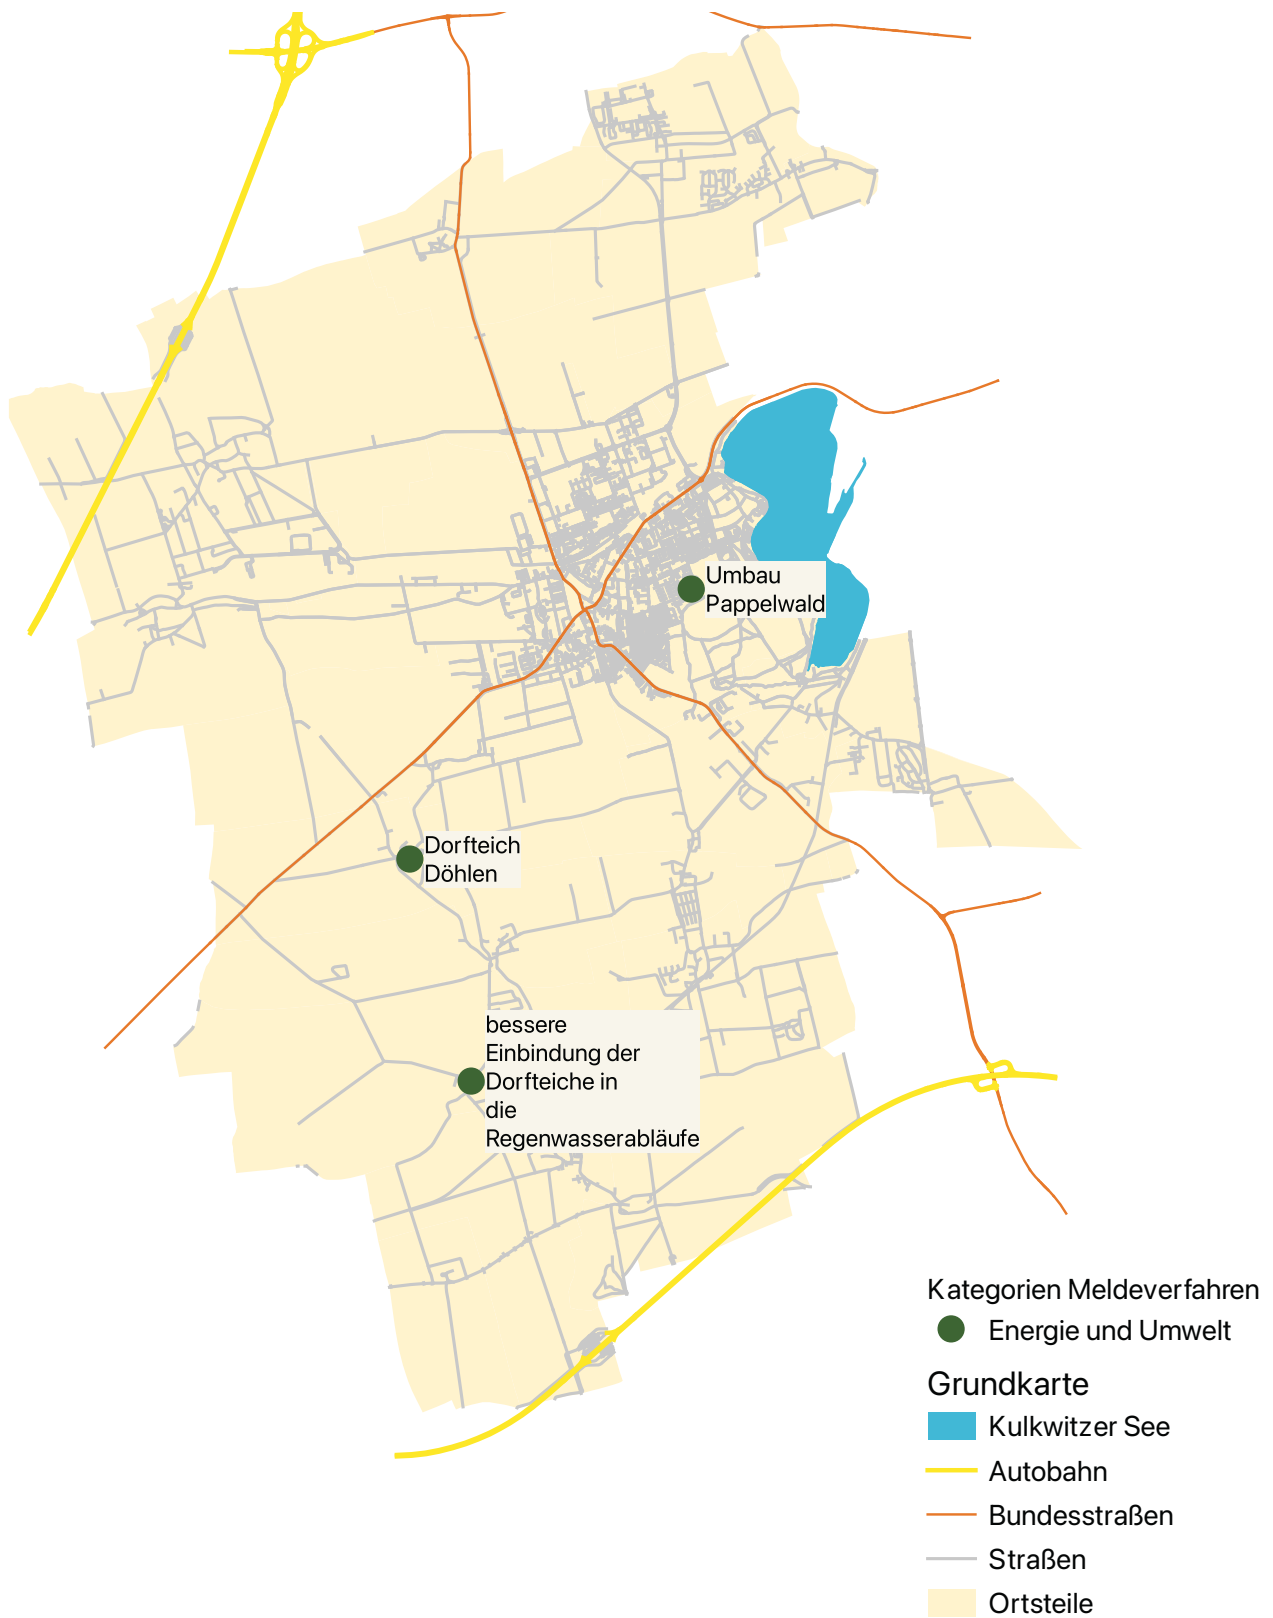 Umbau
Pappelwald
Dorfteich
Döhlen
bessere
Einbindung der
Dorfteiche in
die
Regenwasserabläufe
Kategorien Meldeverfahren
Energie und Umwelt
Grundkarte
Kulkwitzer See
Autobahn
Bundesstraßen
Straßen
Ortsteile